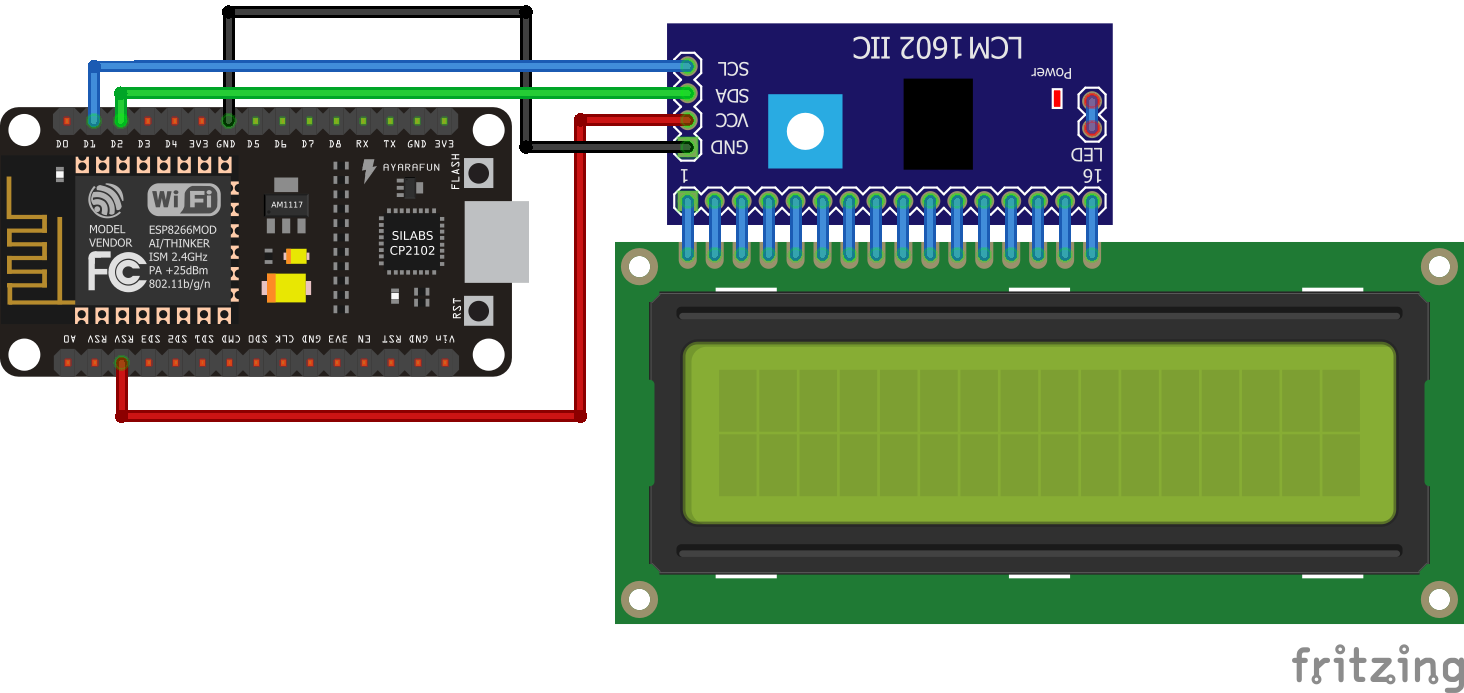 LCM 1602 IIC
SCL
Power
SDA
VCC
GND
LED
1
16
D0 D1 D2 D3 D4 3V3 GND D5 D6 D7 D8 RX TX GND 3V3
FLASH
AYARAFUN
WiFi
AM1117
MODEL
VENDOR
FC
ESP8266MOD
AI/THINKER
ISM 2.4GHz
PA +25dBm
802.11b/g/n
SILABS
CP2102
RST
A0 RSV RSV SD3 SD2 SD1 CMD SD0 CLK GND 3V3 EN RST GND Vin
fritzing